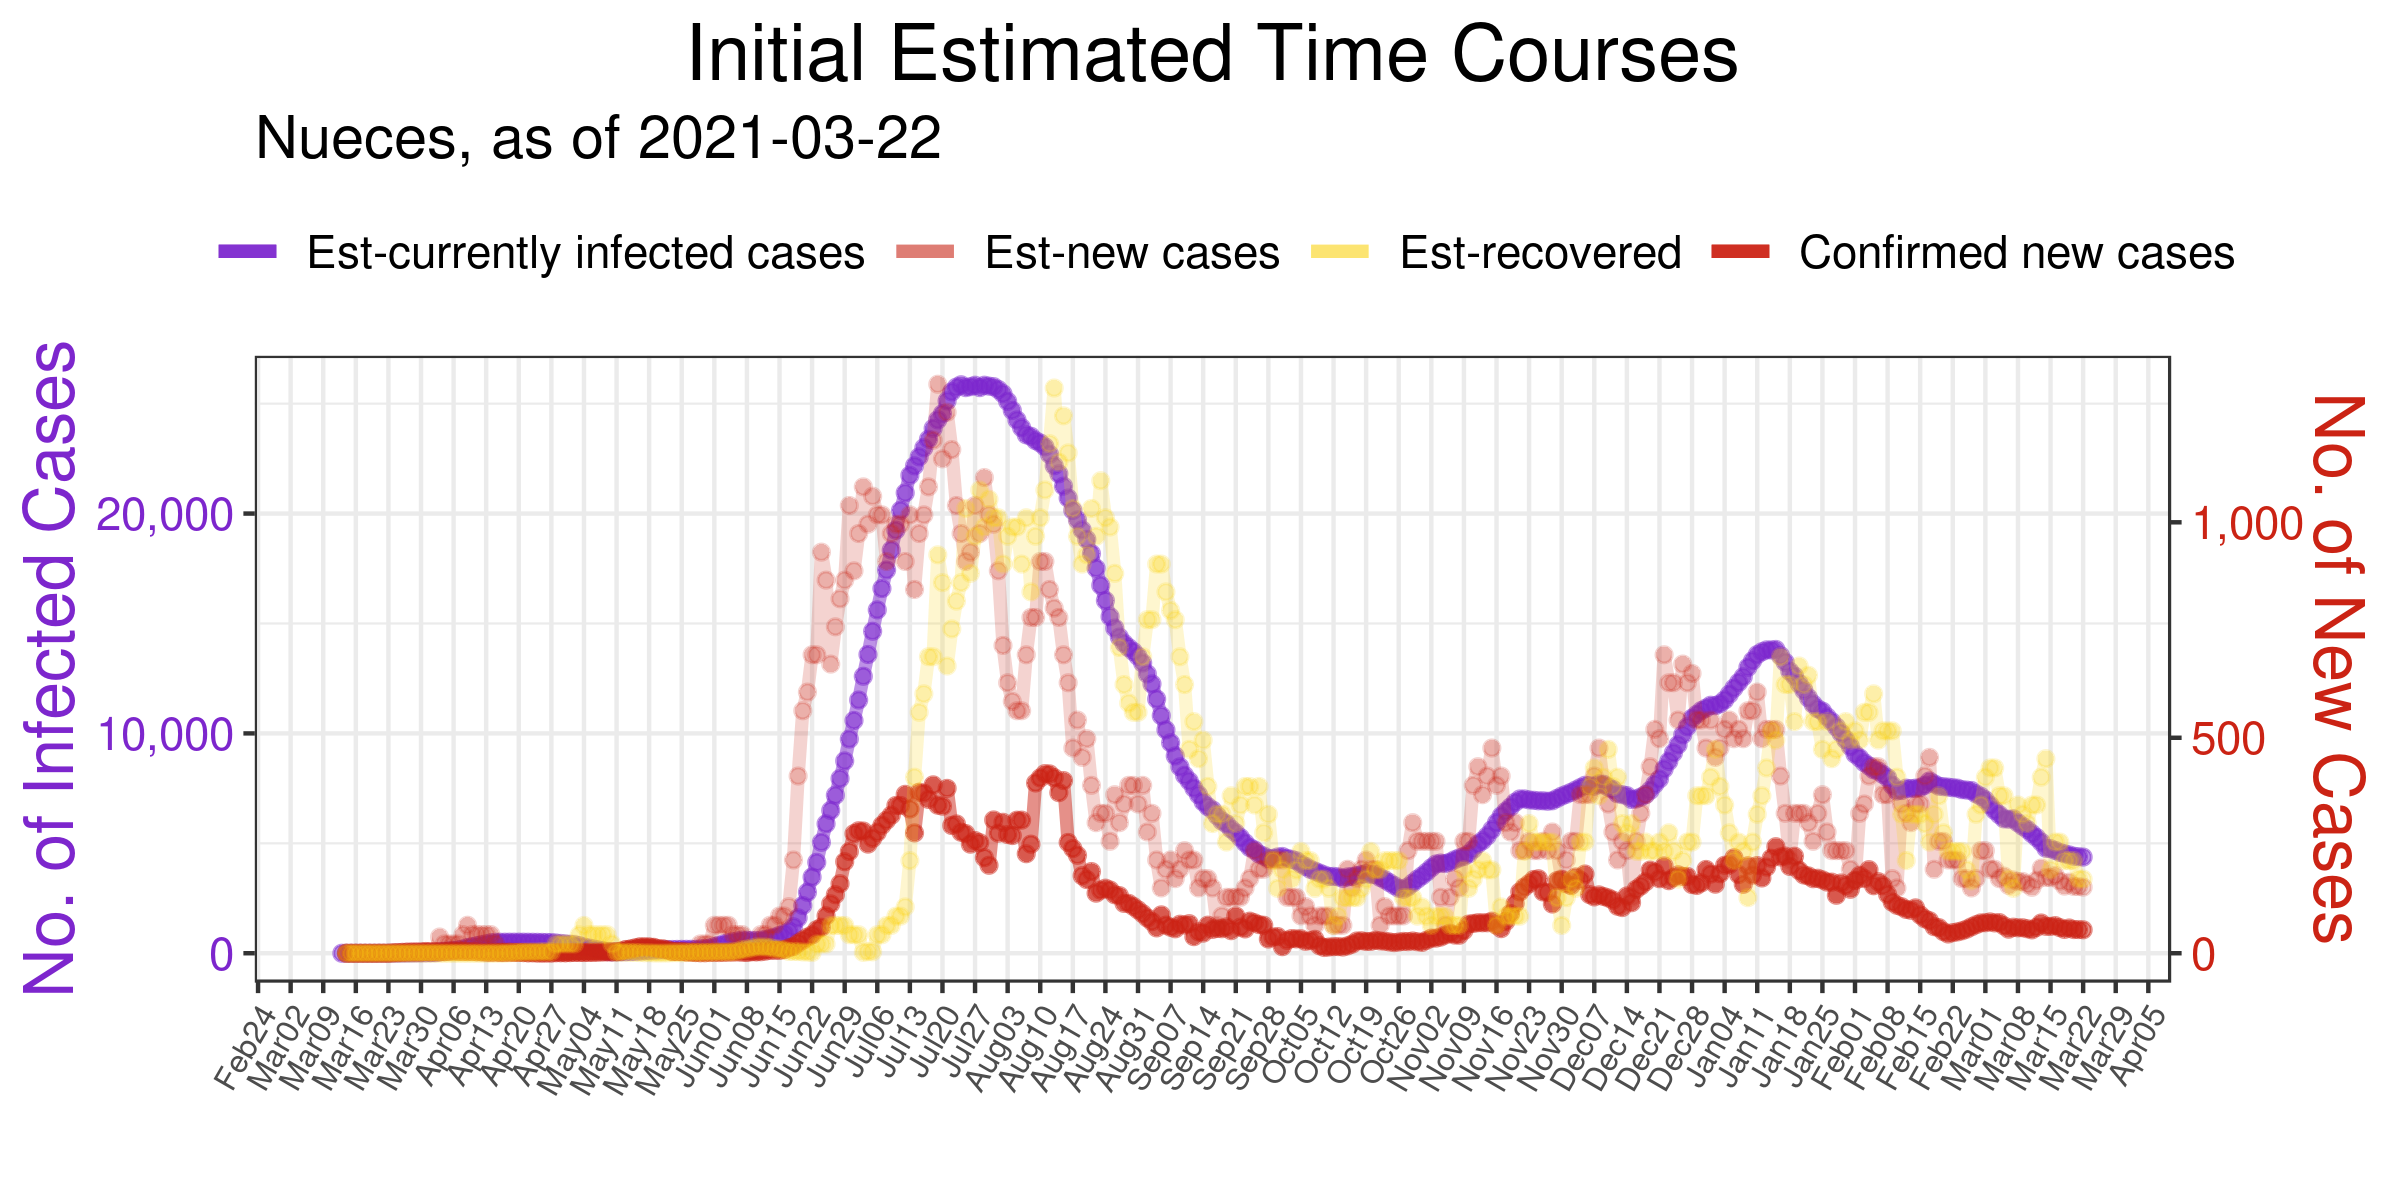 Initial Estimated Time Courses
Nueces, as of 2021-03-22
Est-currently infected cases Est-new cases Est-recovered Confirmed new cases
No. of Infected Cases
20,000
10,000
0
1,000
500
0
No. of New Cases
Feb24 Mar02 Mar09 Mar16 Mar23 Mar30 Apr06 Apr13 Apr20 Apr27 May04 May11 May18 May25 Jun01 Jun08 Jun15 Jun22 Jun29 Jul06 Jul13 Jul20 Jul27 Aug03 Aug10 Aug17 Aug24 Aug31 Sep07 Sep14 Sep21 Sep28 Oct05 Oct12 Oct19 Oct26 Nov02 Nov09 Nov16 Nov23 Nov30 Dec07 Dec14 Dec21 Dec28 Jan04 Jan11 Jan18 Jan25 Feb01 Feb08 Feb15 Feb22 Mar01 Mar08 Mar15 Mar22 Mar29 Apr05